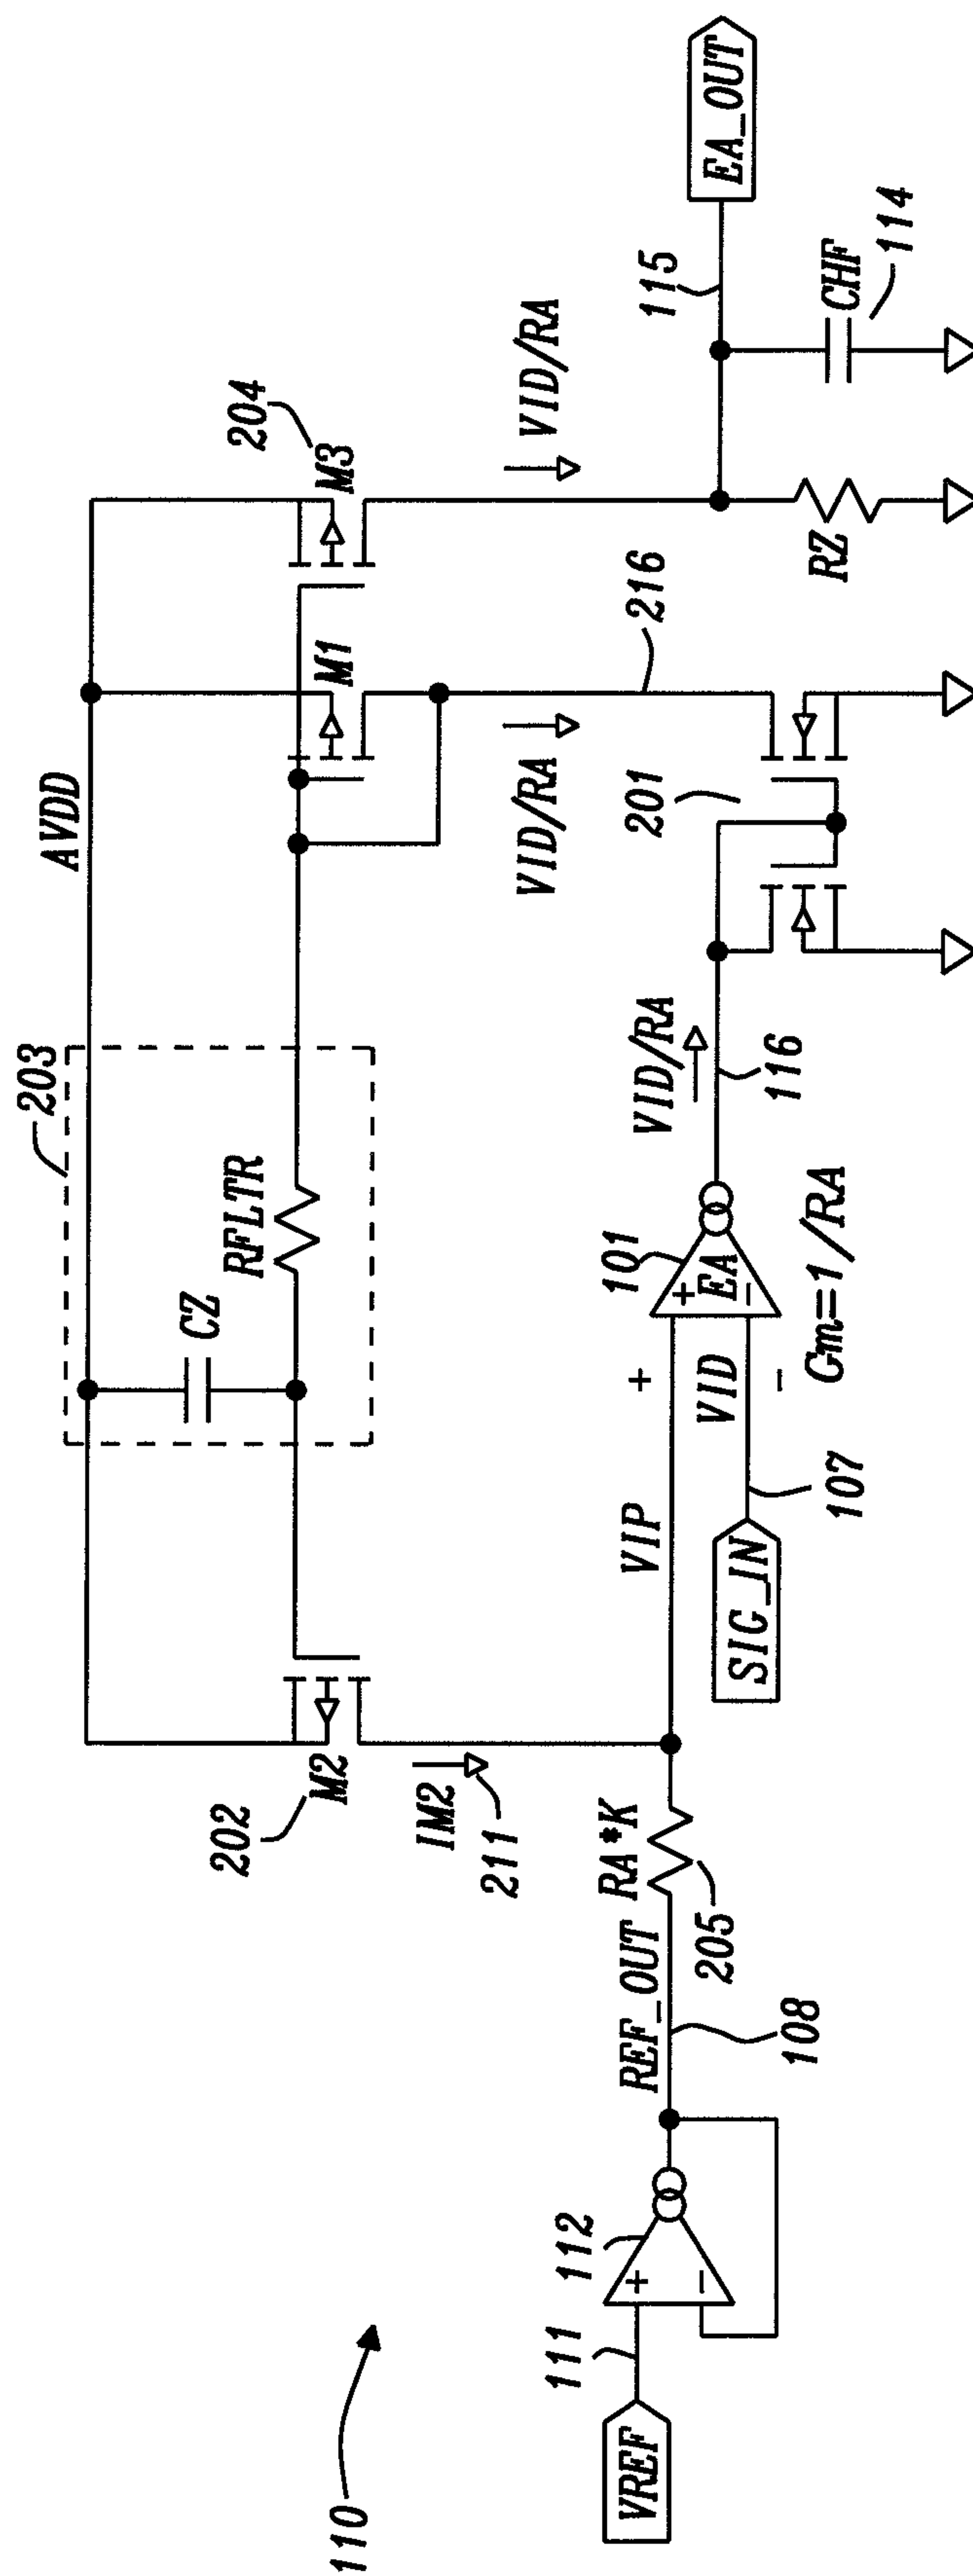 110
VREF
111
112
+
−
REF_OUT
108
RA*K
205
202
M2
IM2
211
VIP
SIG_IN
107
+
VID
−
203
CZ
RFLTR
AVDD
101
+
EA
−
Gm=1/RA
VID/RA
116
201
VID/RA
216
M1
M3
204
VID/RA
RZ
115
CHF
114
EA_OUT